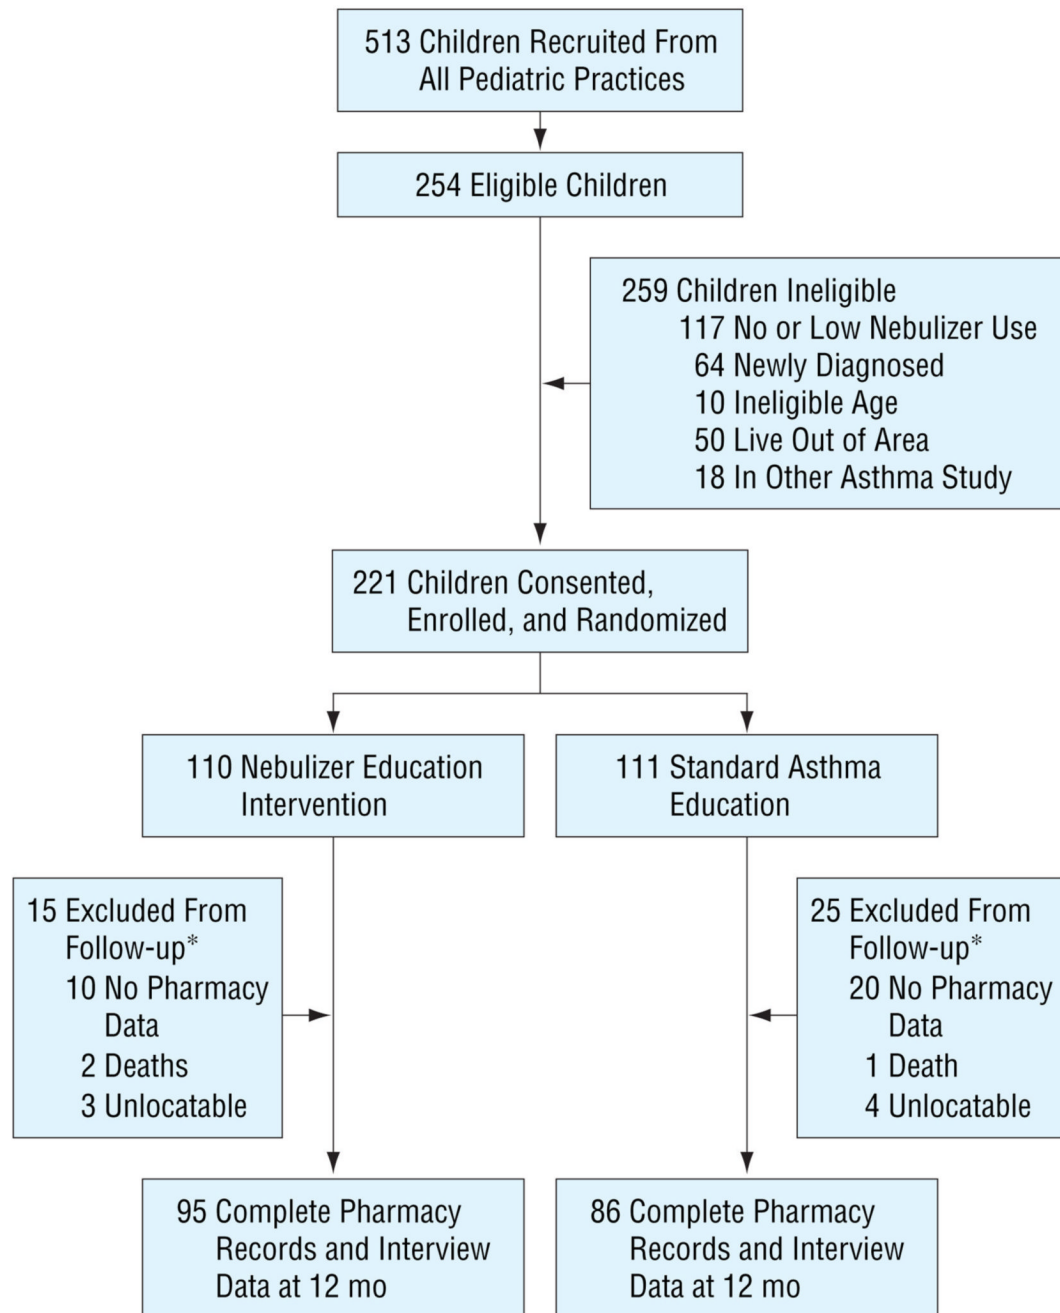 513 Children Recruited From
All Pediatric Practices
254 Eligible Children
259 Children Ineligible
117 No or Low Nebulizer Use
64 Newly Diagnosed
10 Ineligible Age
50 Live Out of Area
18 In Other Asthma Study
221 Children Consented,
Enrolled, and Randomized
110 Nebulizer Education
Intervention
111 Standard Asthma
Education
15 Excluded From
Follow-up*
10 No Pharmacy
Data
2 Deaths
3 Unlocatable
25 Excluded From
Follow-up*
20 No Pharmacy
Data
1 Death
4 Unlocatable
95 Complete Pharmacy
Records and Interview
Data at 12 mo
86 Complete Pharmacy
Records and Interview
Data at 12 mo